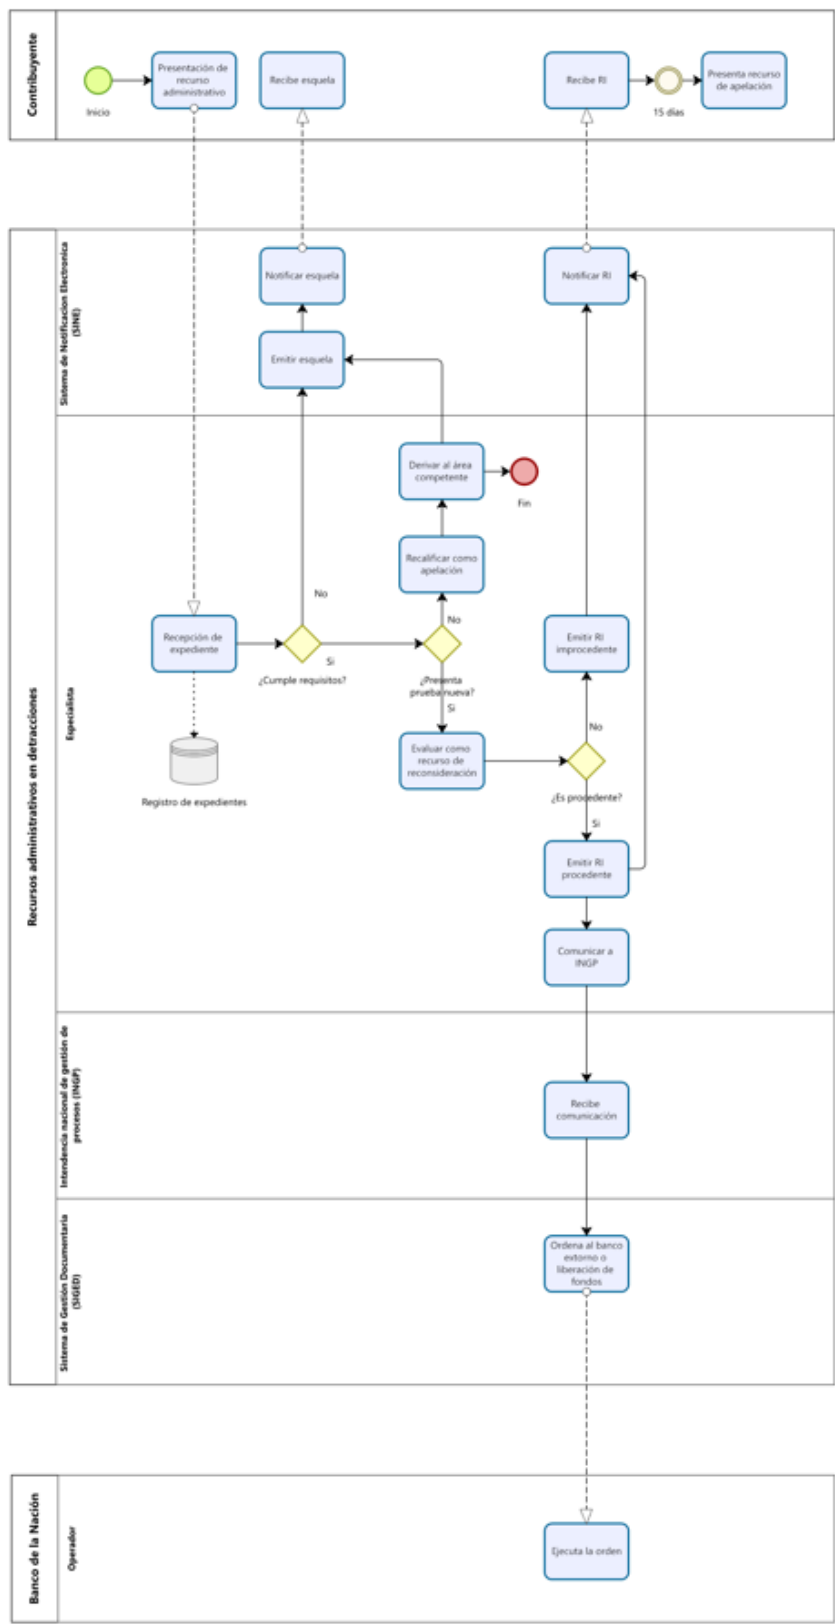 Contribuyente
Inicio
Presentación de
recurso
administrativo
Recibe esquela
Recibe RI
15 días
Presenta recurso
de apelación
Recursos administrativos en detracciones
Sistema de Notificacion Electronica
(SINE)
Notificar esquela
Notificar RI
Emitir esquela
Especialista
Derivar al área
competente
Fin
Recalificar como
apelación
No
Recepción de
expediente
Si
¿Cumple requisitos?
No
¿Presenta
prueba nueva?
Si
Emitir RI
improcedente
No
Registro de expedientes
Evaluar como
recurso de
reconsideración
¿Es procedente?
Si
Emitir RI
procedente
Comunicar a
INGP
Intendencia nacional de gestión de
procesos (INGP)
Recibe
comunicación
Sistema de Gestión Documentaria
(SIGED)
Ordena al banco
extorno o
liberación de
fondos
Banco de la Nación
Operador
Ejecuta la orden